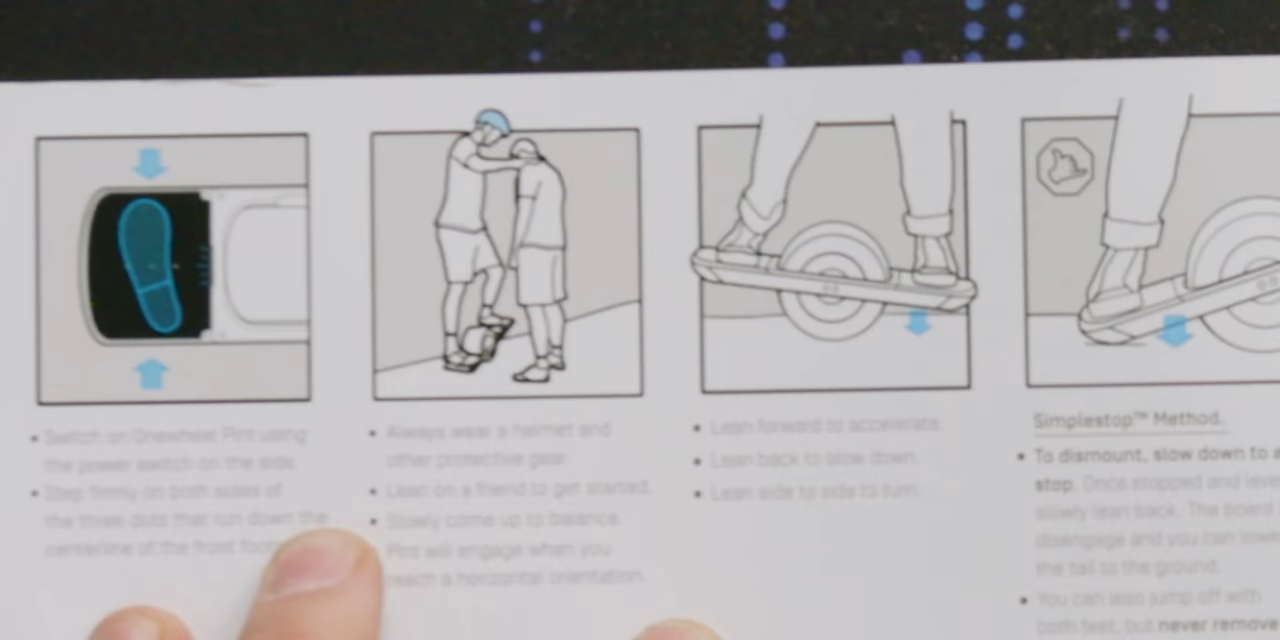 • Switch on Onewheel Pint using
the power switch on the side.
• Step firmly on both sides of
the three dots that run down the
centerline of the front
• Always wear a helmet and
other protective gear.
• Lean on a friend to get started.
• Slowly come up to balance.
Pint will engage when you
reach a horizontal orientation.
• Lean forward to accelerate.
• Lean back to slow down.
• Lean side to side to turn.
Simplestop™ Method.
• To dismount, slow down to a
stop. Once stopped and level
slowly lean back. The board
disengage and you can lower
the tail to the ground.
• You can also jump off with
both feet, but never remove